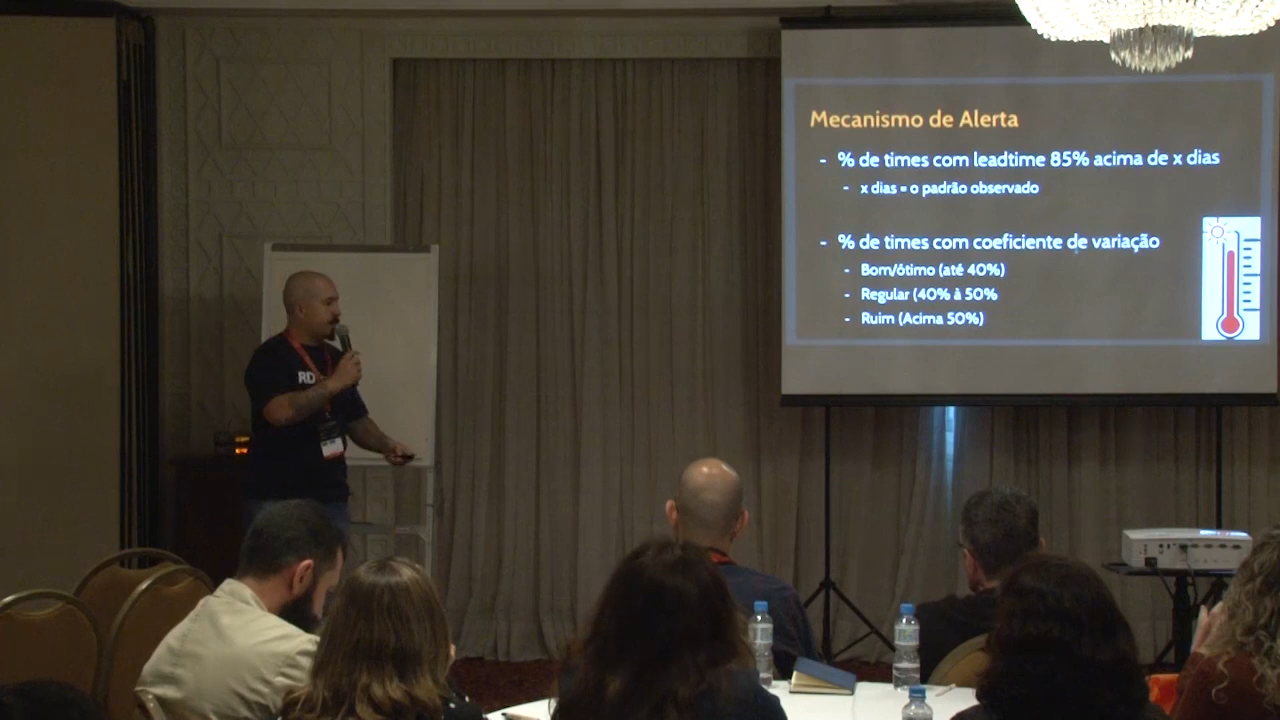 Mecanismo de Alerta
- % de times com leadtime 85% acima de x dias
- x dias = o padrão observado
- % de times com coeficiente de variação
- Bom/ótimo (até 40%)
- Regular (40% à 50%
- Ruim (Acima 50%)
RD